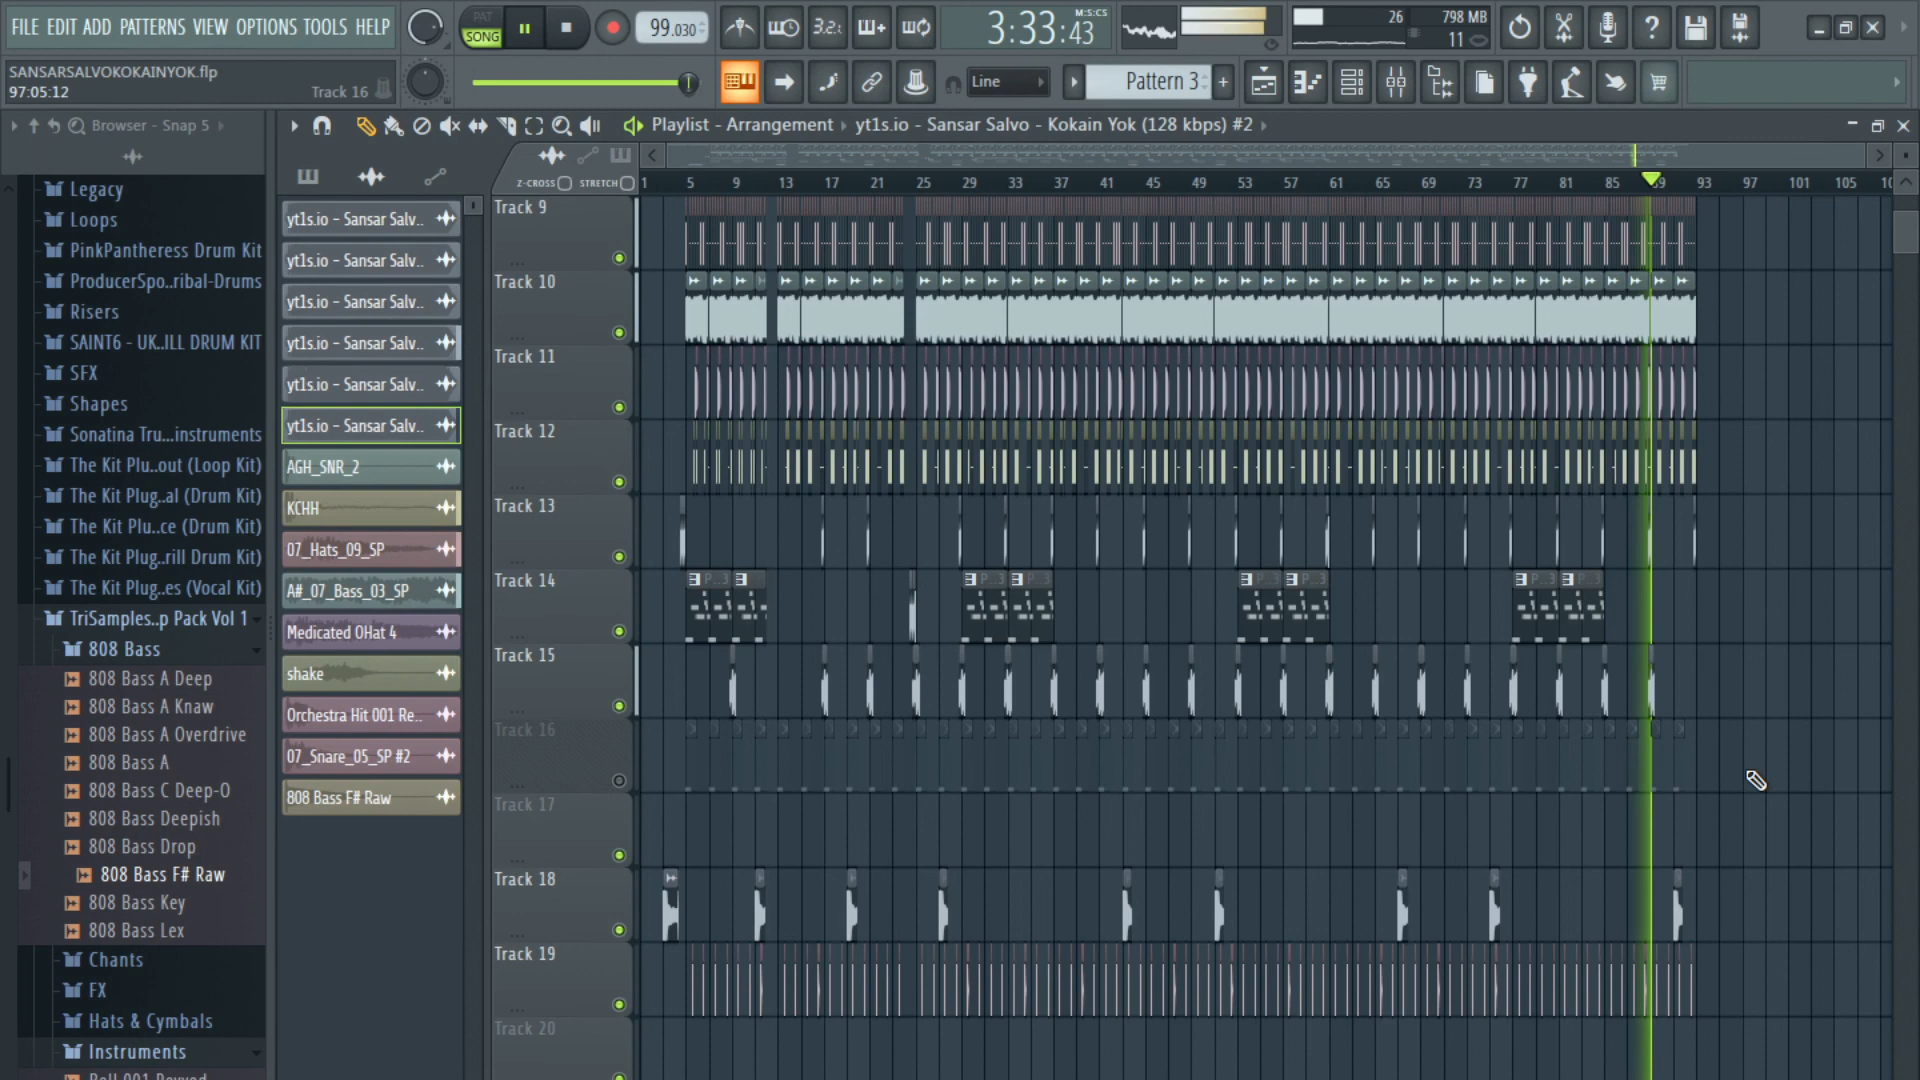 FILE EDIT ADD PATTERNS VIEW OPTIONS TOOLS HELP
PAT
SONG
99.030
3.2
3:33:43
M:S:CS
26
798 MB
11
SANSARSALVOKOKAINYOK.flp
97:05:12
Track 16
Line
Pattern 3
Browser - Snap 5
Playlist - Arrangement
yt1s.io - Sansar Salvo - Kokain Yok (128 kbps) #2
Z-CROSS
STRETCH
1 5 9 13 17 21 25 29 33 37 41 45 49 53 57 61 65 69 73 77 81 85 89 93 97 101 105
Legacy
Loops
PinkPantheress Drum Kit
ProducerSpo..ribal-Drums
Risers
SAINT6 - UK..ILL DRUM KIT
SFX
Shapes
Sonatina Tru...instruments
The Kit Plu..out (Loop Kit)
The Kit Plug..al (Drum Kit)
The Kit Plu..ce (Drum Kit)
The Kit Plug..rill Drum Kit)
The Kit Plug..es (Vocal Kit)
TriSamples..p Pack Vol 1
808 Bass
808 Bass A Deep
808 Bass A Knaw
808 Bass A Overdrive
808 Bass A
808 Bass C Deep-O
808 Bass Deepish
808 Bass Drop
808 Bass F# Raw
808 Bass Key
808 Bass Lex
Chants
FX
Hats & Cymbals
Instruments
yt1s.io - Sansar Salv..
yt1s.io - Sansar Salv..
yt1s.io - Sansar Salv..
yt1s.io - Sansar Salv..
yt1s.io - Sansar Salv..
yt1s.io - Sansar Salv..
AGH_SNR_2
KCHH
07_Hats_09_SP
A#_07_Bass_03_SP
Medicated OHat 4
shake
Orchestra Hit 001 Re..
07_Snare_05_SP #2
808 Bass F# Raw
Track 9
Track 10
Track 11
Track 12
Track 13
Track 14
P..3 P..3 P..3 P..3 P..3 P..3 P..3
Track 15
Track 16
Track 17
Track 18
Track 19
Track 20